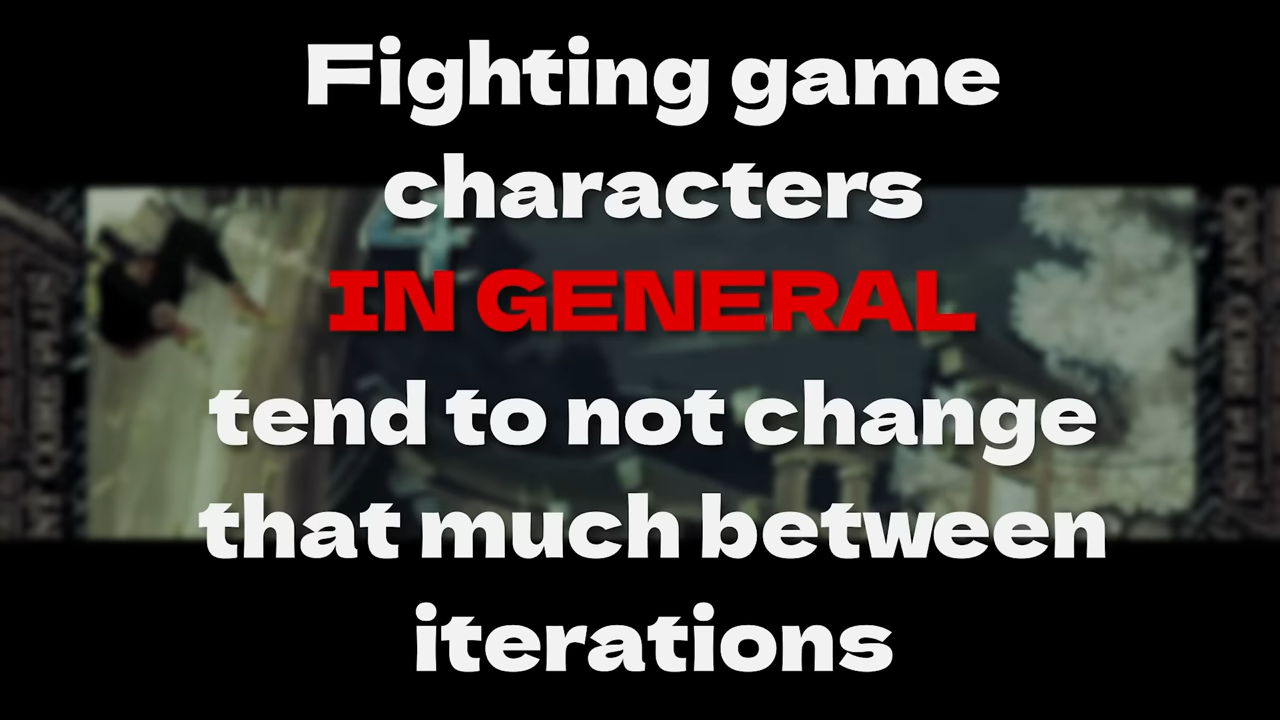 Fighting game
characters
IN GENERAL
tend to not change
that much between
iterations